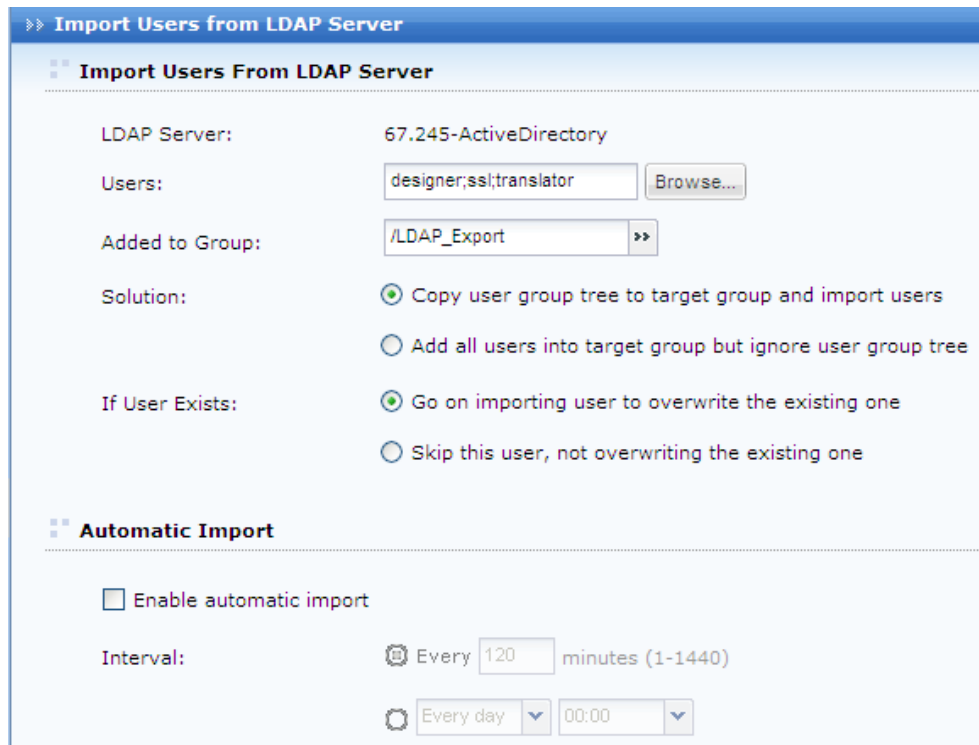 Import Users from LDAP Server
Import Users From LDAP Server
LDAP Server: 67.245-ActiveDirectory
Users: designer;ssl;translator Browse...
Added to Group: /LDAP_Export
Solution: Copy user group tree to target group and import users
Add all users into target group but ignore user group tree
If User Exists: Go on importing user to overwrite the existing one
Skip this user, not overwriting the existing one
Automatic Import
Enable automatic import
Interval: Every 120 minutes (1-1440)
Every day 00:00